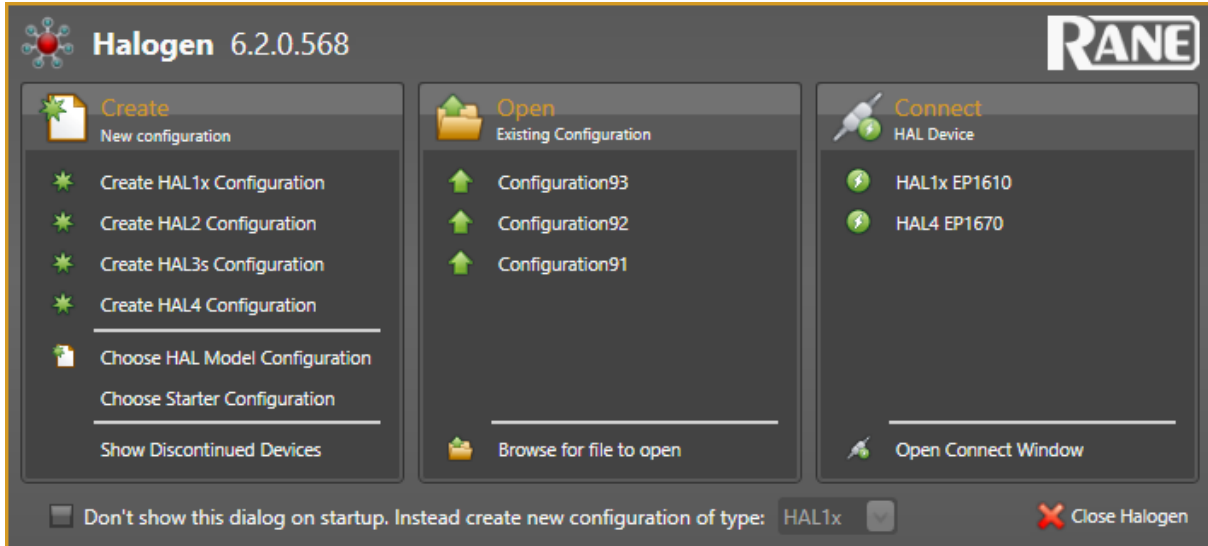 Halogen 6.2.0.568
RANE
Create
New configuration
Create HAL1x Configuration
Create HAL2 Configuration
Create HAL3s Configuration
Create HAL4 Configuration
Choose HAL Model Configuration
Choose Starter Configuration
Show Discontinued Devices
Open
Existing Configuration
Configuration93
Configuration92
Configuration91
Browse for file to open
Connect
HAL Device
HAL1x EP1610
HAL4 EP1670
Open Connect Window
Don't show this dialog on startup. Instead create new configuration of type: HAL1x
Close Halogen